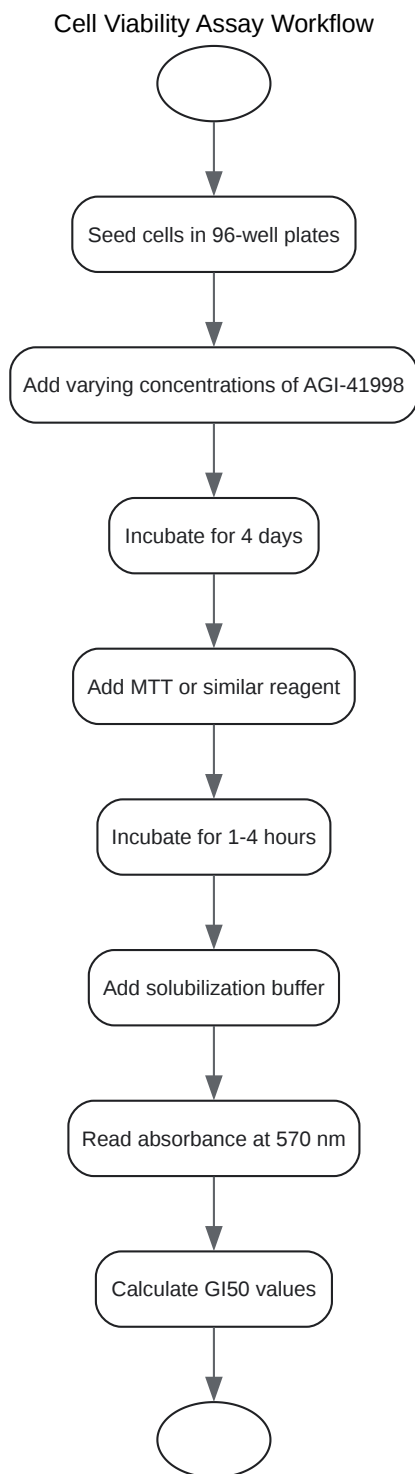 Cell Viability Assay Workflow
Seed cells in 96-well plates
Add varying concentrations of AGI-41998
Incubate for 4 days
Add MTT or similar reagent
Incubate for 1-4 hours
Add solubilization buffer
Read absorbance at 570 nm
Calculate GI50 values